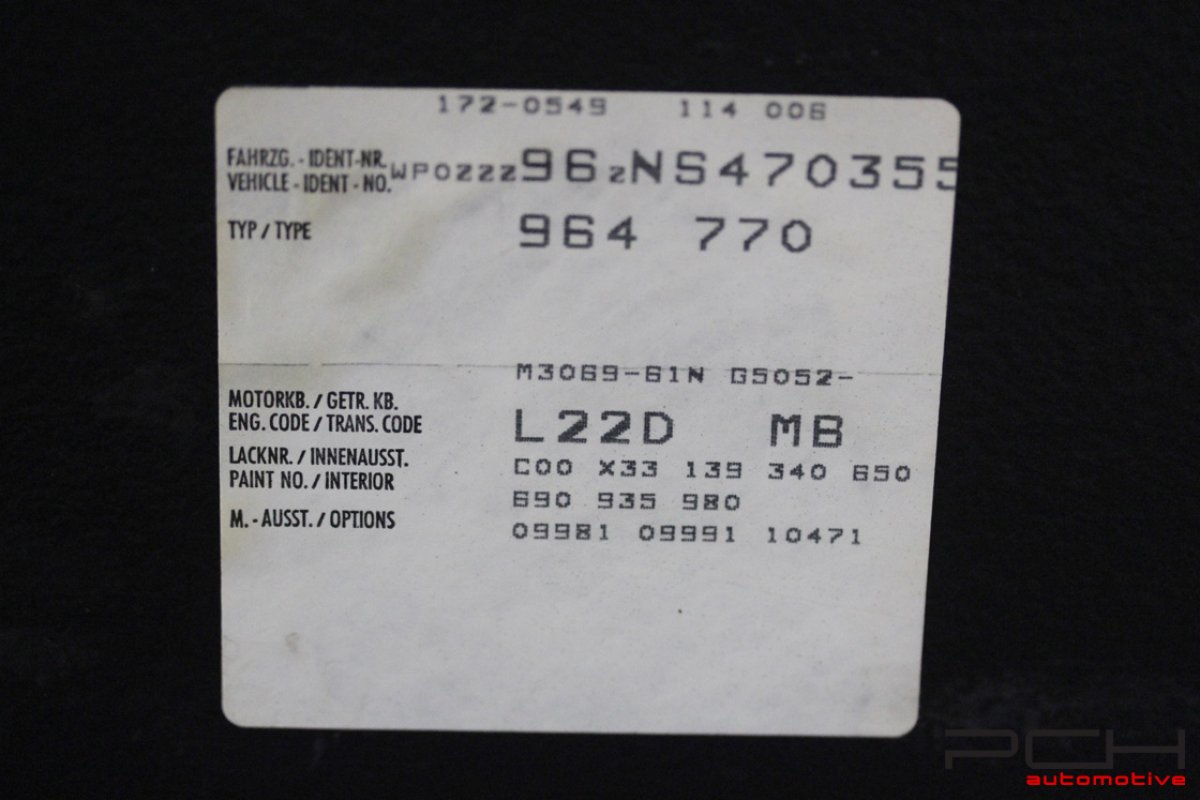 172-0549 114 006
FAHRZG. - IDENT-NR.
VEHICLE - IDENT - NO.
WP0ZZZ96ZNS470355
TYP / TYPE
964 770
M3069-61N G5052-
MOTORKB. / GETR. KB.
ENG. CODE / TRANS. CODE
L22D MB
LACKNR. / INNENAUSST.
PAINT NO. / INTERIOR
C00 X33 139 340 650
690 935 980
M. - AUSST. / OPTIONS
09981 09991 10471
PCH
automotive